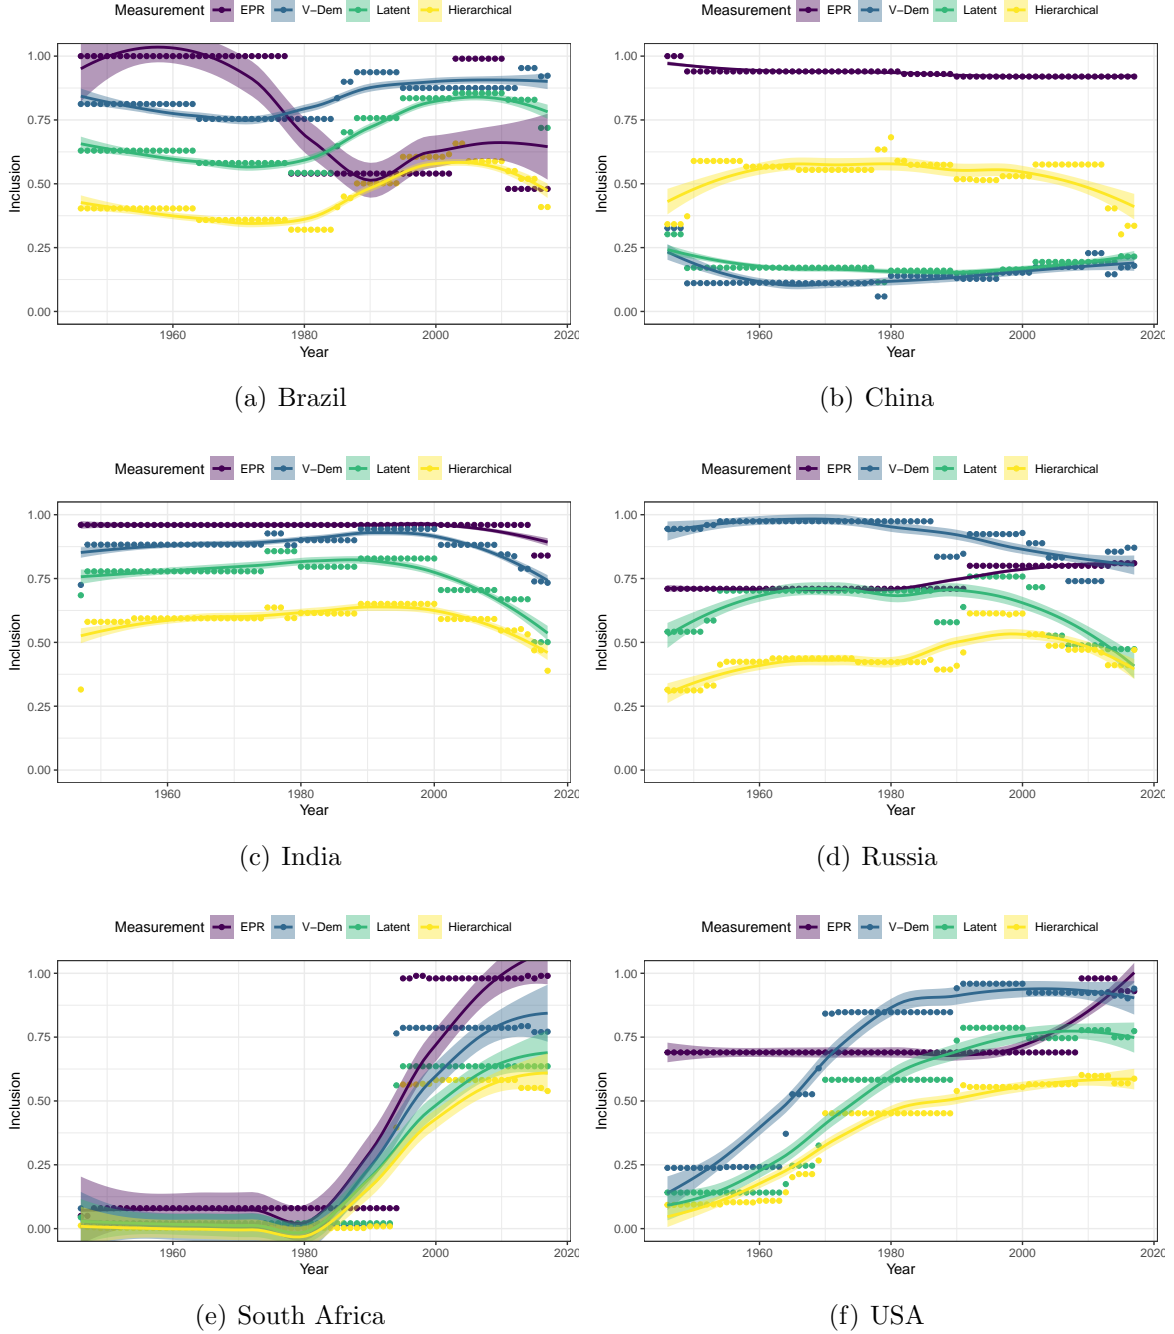 Measurement EPR V−Dem Latent Hierarchical
Measurement EPR V−Dem Latent Hierarchical
Inclusion
1.00
0.75
0.50
0.25
0.00
1960 1980 2000 2020
Year
(a) Brazil
Inclusion
1.00
0.75
0.50
0.25
0.00
1960 1980 2000 2020
Year
(b) China
Measurement EPR V−Dem Latent Hierarchical
Inclusion
1.00
0.75
0.50
0.25
0.00
1960 1980 2000 2020
Year
(c) India
Measurement EPR V−Dem Latent Hierarchical
Inclusion
1.00
0.75
0.50
0.25
0.00
1960 1980 2000 2020
Year
(d) Russia
Measurement EPR V−Dem Latent Hierarchical
Inclusion
1.00
0.75
0.50
0.25
0.00
1960 1980 2000 2020
Year
(e) South Africa
Measurement EPR V−Dem Latent Hierarchical
Inclusion
1.00
0.75
0.50
0.25
0.00
1960 1980 2000 2020
Year
(f) USA